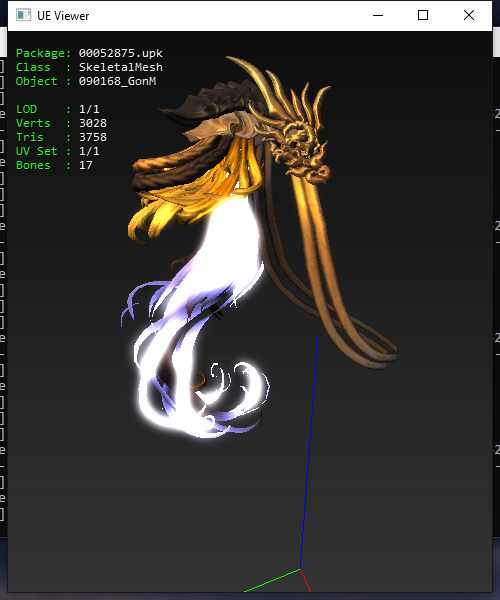 UE Viewer
Package: 00052875.upk
Class  : SkeletalMesh
Object : 090168_GonM
LOD    : 1/1
Verts  : 3028
Tris   : 3758
UV Set : 1/1
Bones  : 17